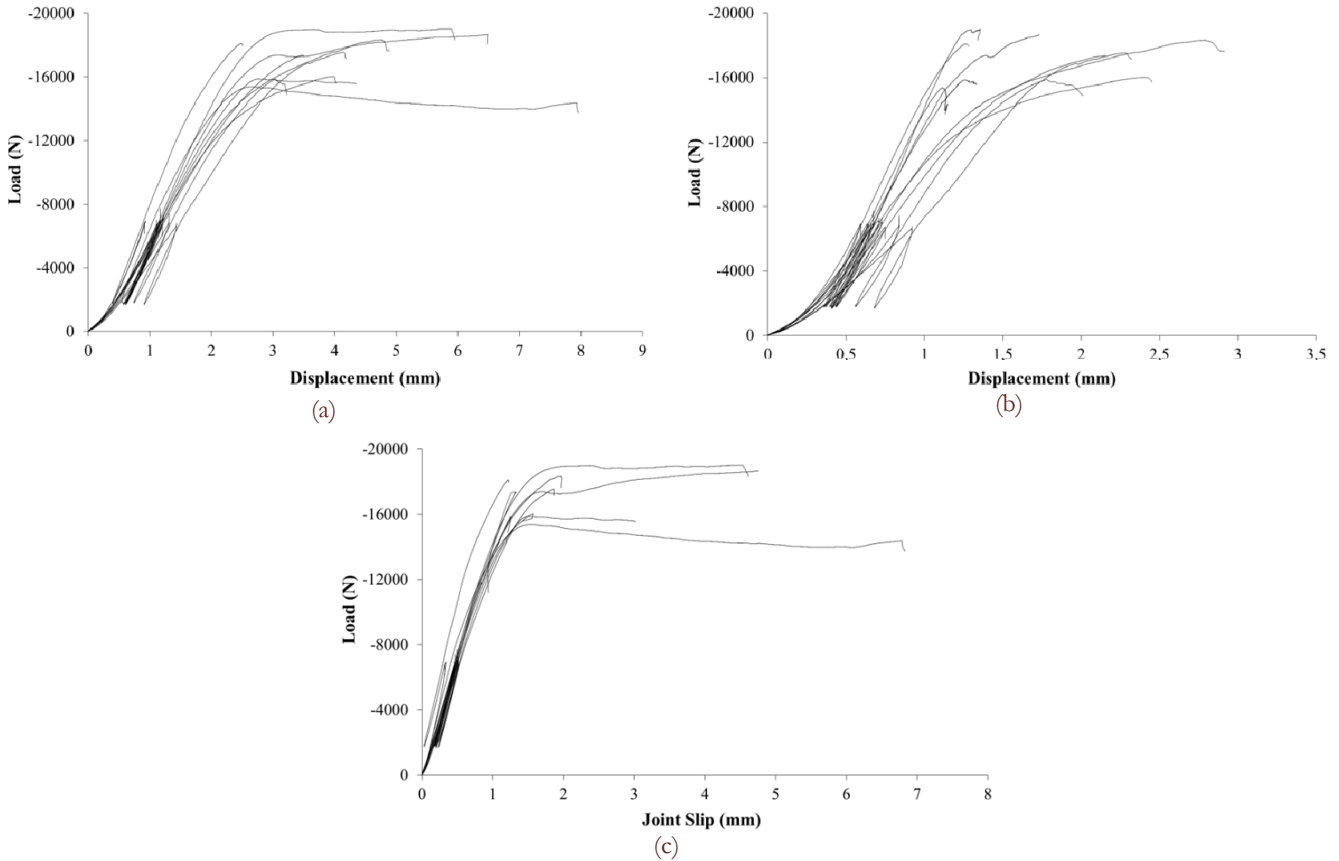 -20000
-16000
-12000
-8000
-4000
0
Load (N)
0 1 2 3 4 5 6 7 8 9
Displacement (mm)
(a)
-20000
-16000
-12000
-8000
-4000
0
Load (N)
0 0.5 1 1.5 2 2.5 3 3.5
Displacement (mm)
(b)
-20000
-16000
-12000
-8000
-4000
0
Load (N)
0 1 2 3 4 5 6 7 8
Joint Slip (mm)
(c)